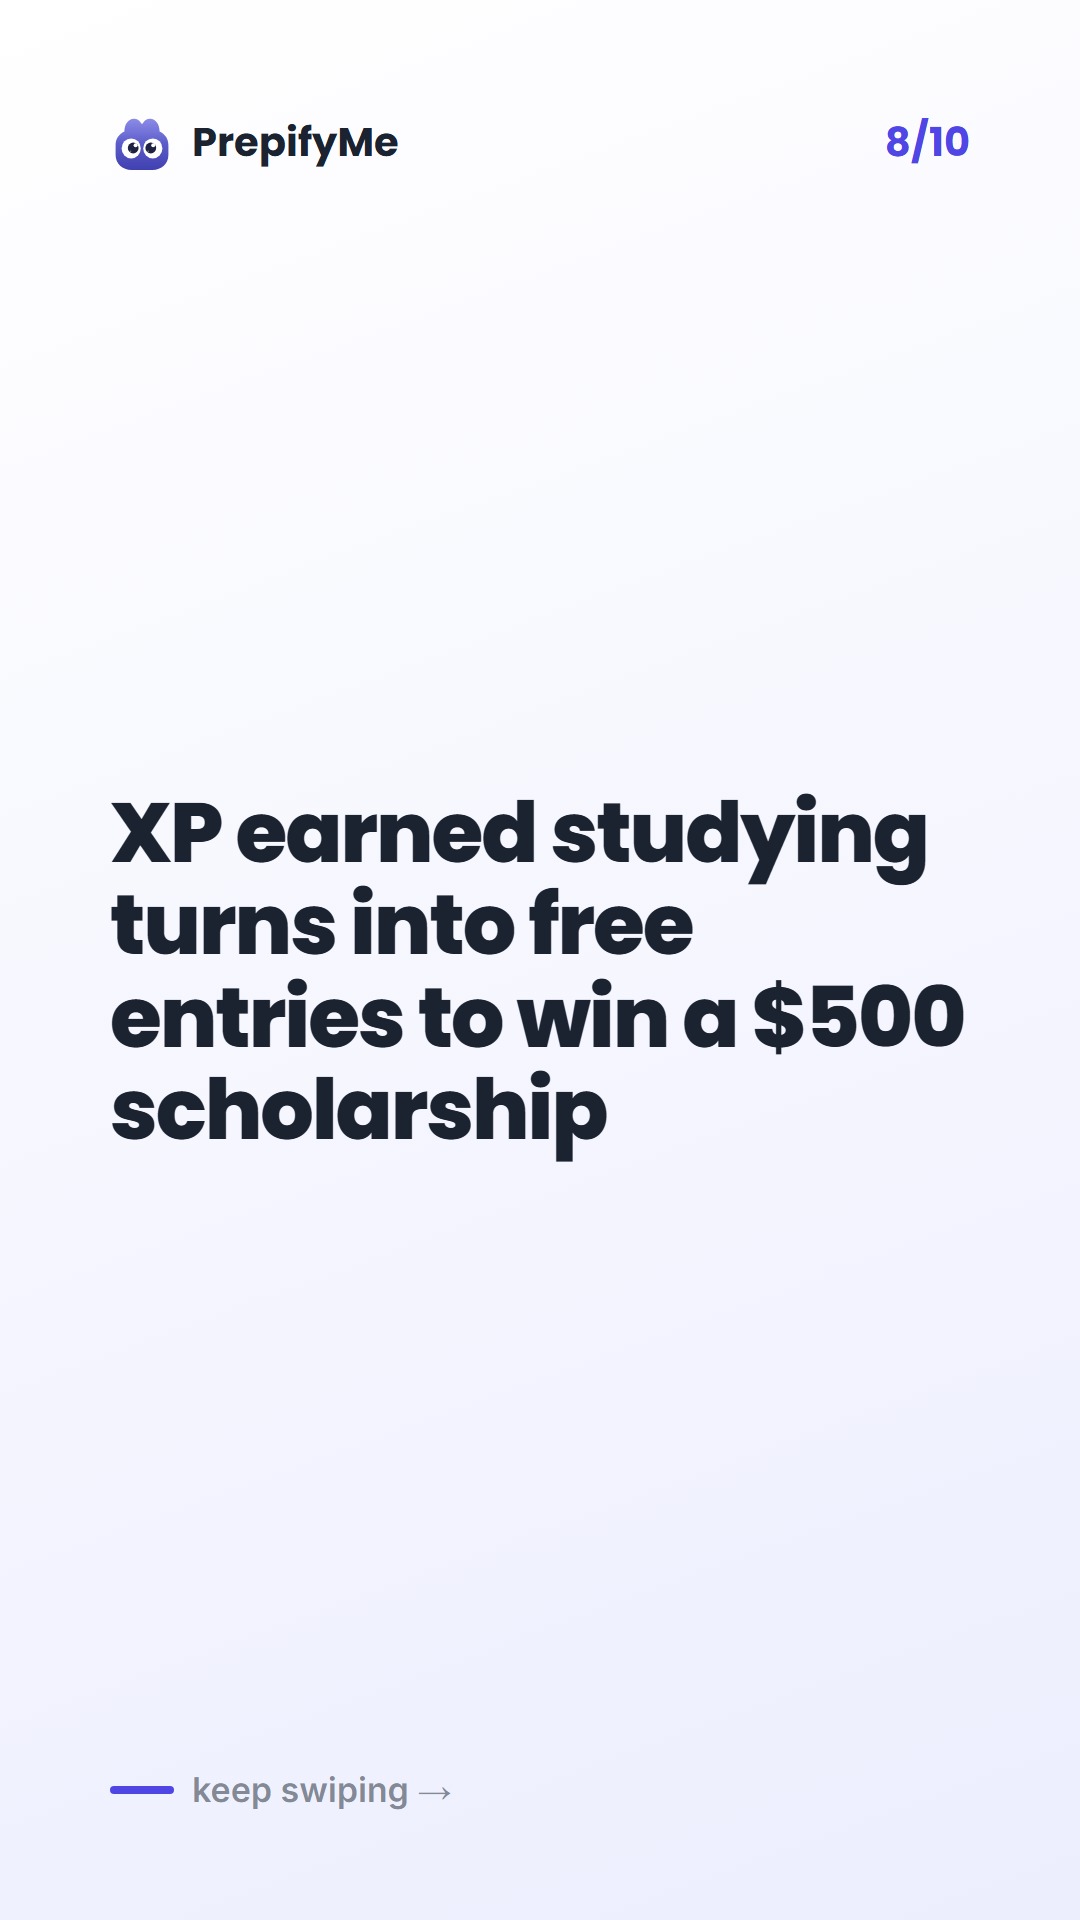 PrepifyMe
8/10
XP earned studying
turns into free
entries to win a $500
scholarship
keep swiping →